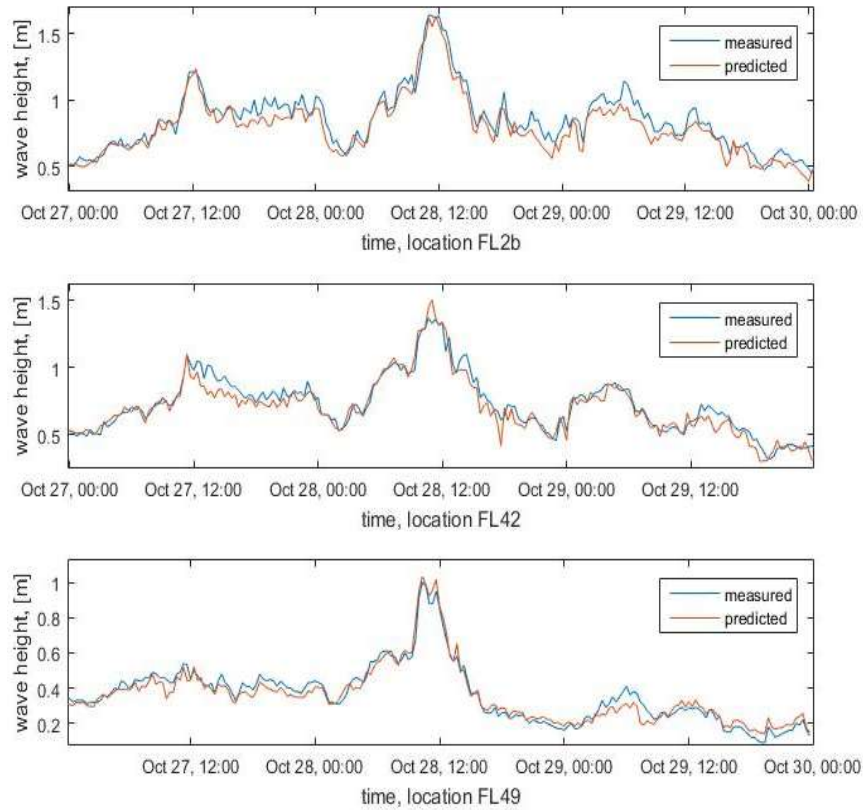 wave height, [m]
1.5
1
0.5
measured
predicted
Oct 27, 00:00 Oct 27, 12:00 Oct 28, 00:00 Oct 28, 12:00 Oct 29, 00:00 Oct 29, 12:00 Oct 30, 00:00
time, location FL2b
wave height, [m]
1.5
1
0.5
measured
predicted
Oct 27, 00:00 Oct 27, 12:00 Oct 28, 00:00 Oct 28, 12:00 Oct 29, 00:00 Oct 29, 12:00
time, location FL42
wave height, [m]
1
0.8
0.6
0.4
0.2
measured
predicted
Oct 27, 12:00 Oct 28, 00:00 Oct 28, 12:00 Oct 29, 00:00 Oct 29, 12:00 Oct 30, 00:00
time, location FL49